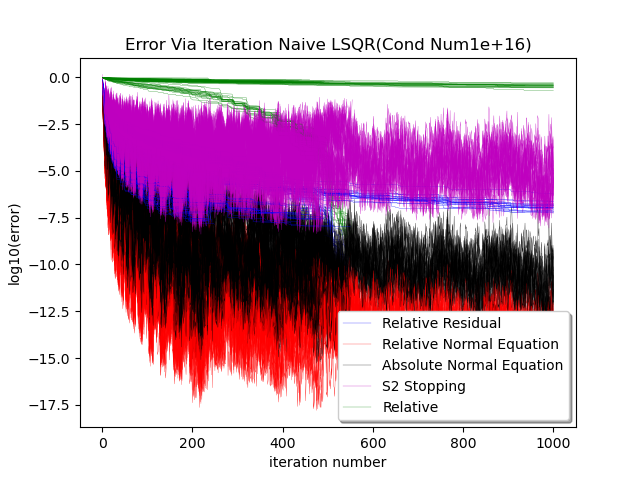 Error Via Iteration Naive LSQR(Cond Num1e+16)
log10(error)
0.0
−2.5
−5.0
−7.5
−10.0
−12.5
−15.0
−17.5
Relative Residual
Relative Normal Equation
Absolute Normal Equation
S2 Stopping
Relative
0 200 400 600 800 1000
iteration number